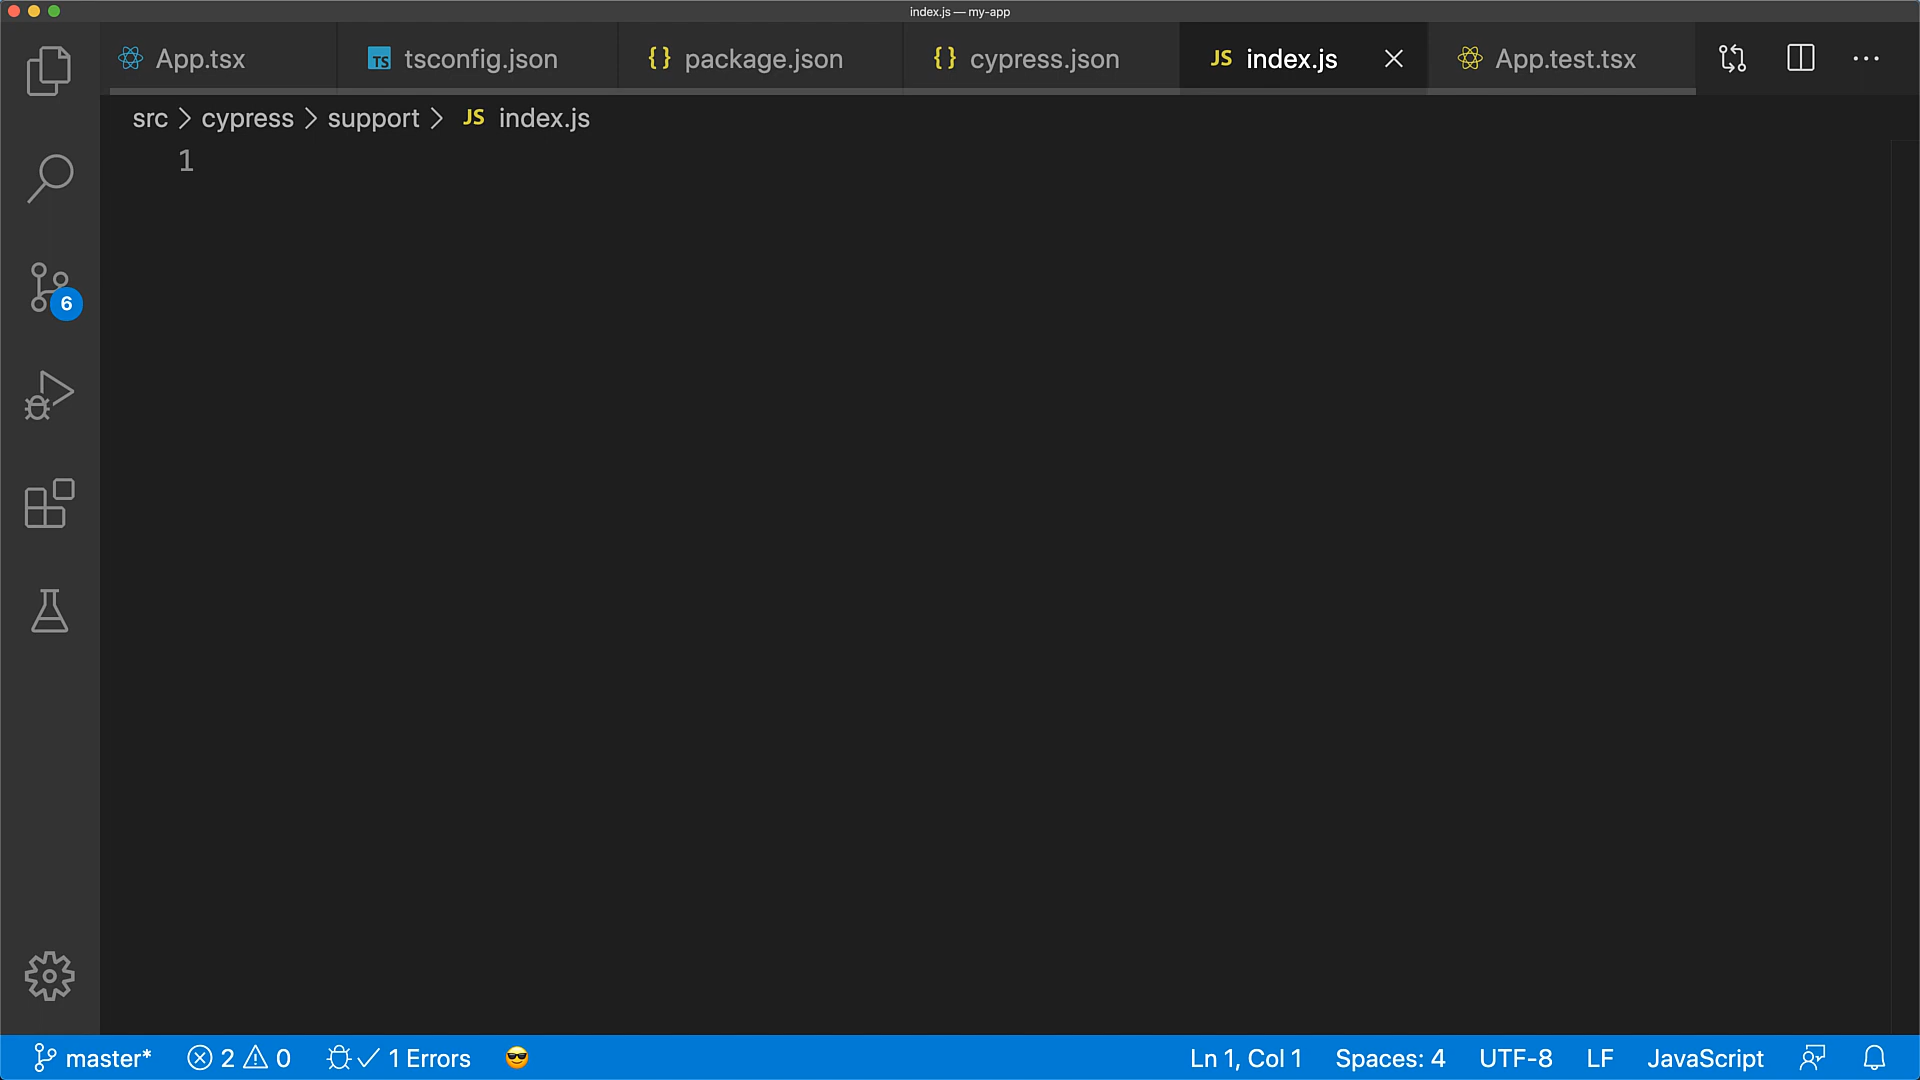 index.js — my-app
App.tsx
TS tsconfig.json
{} package.json
{} cypress.json
JS index.js
App.test.tsx
src > cypress > support > JS index.js
1
6
master* 2 0 1 Errors Ln 1, Col 1 Spaces: 4 UTF-8 LF JavaScript